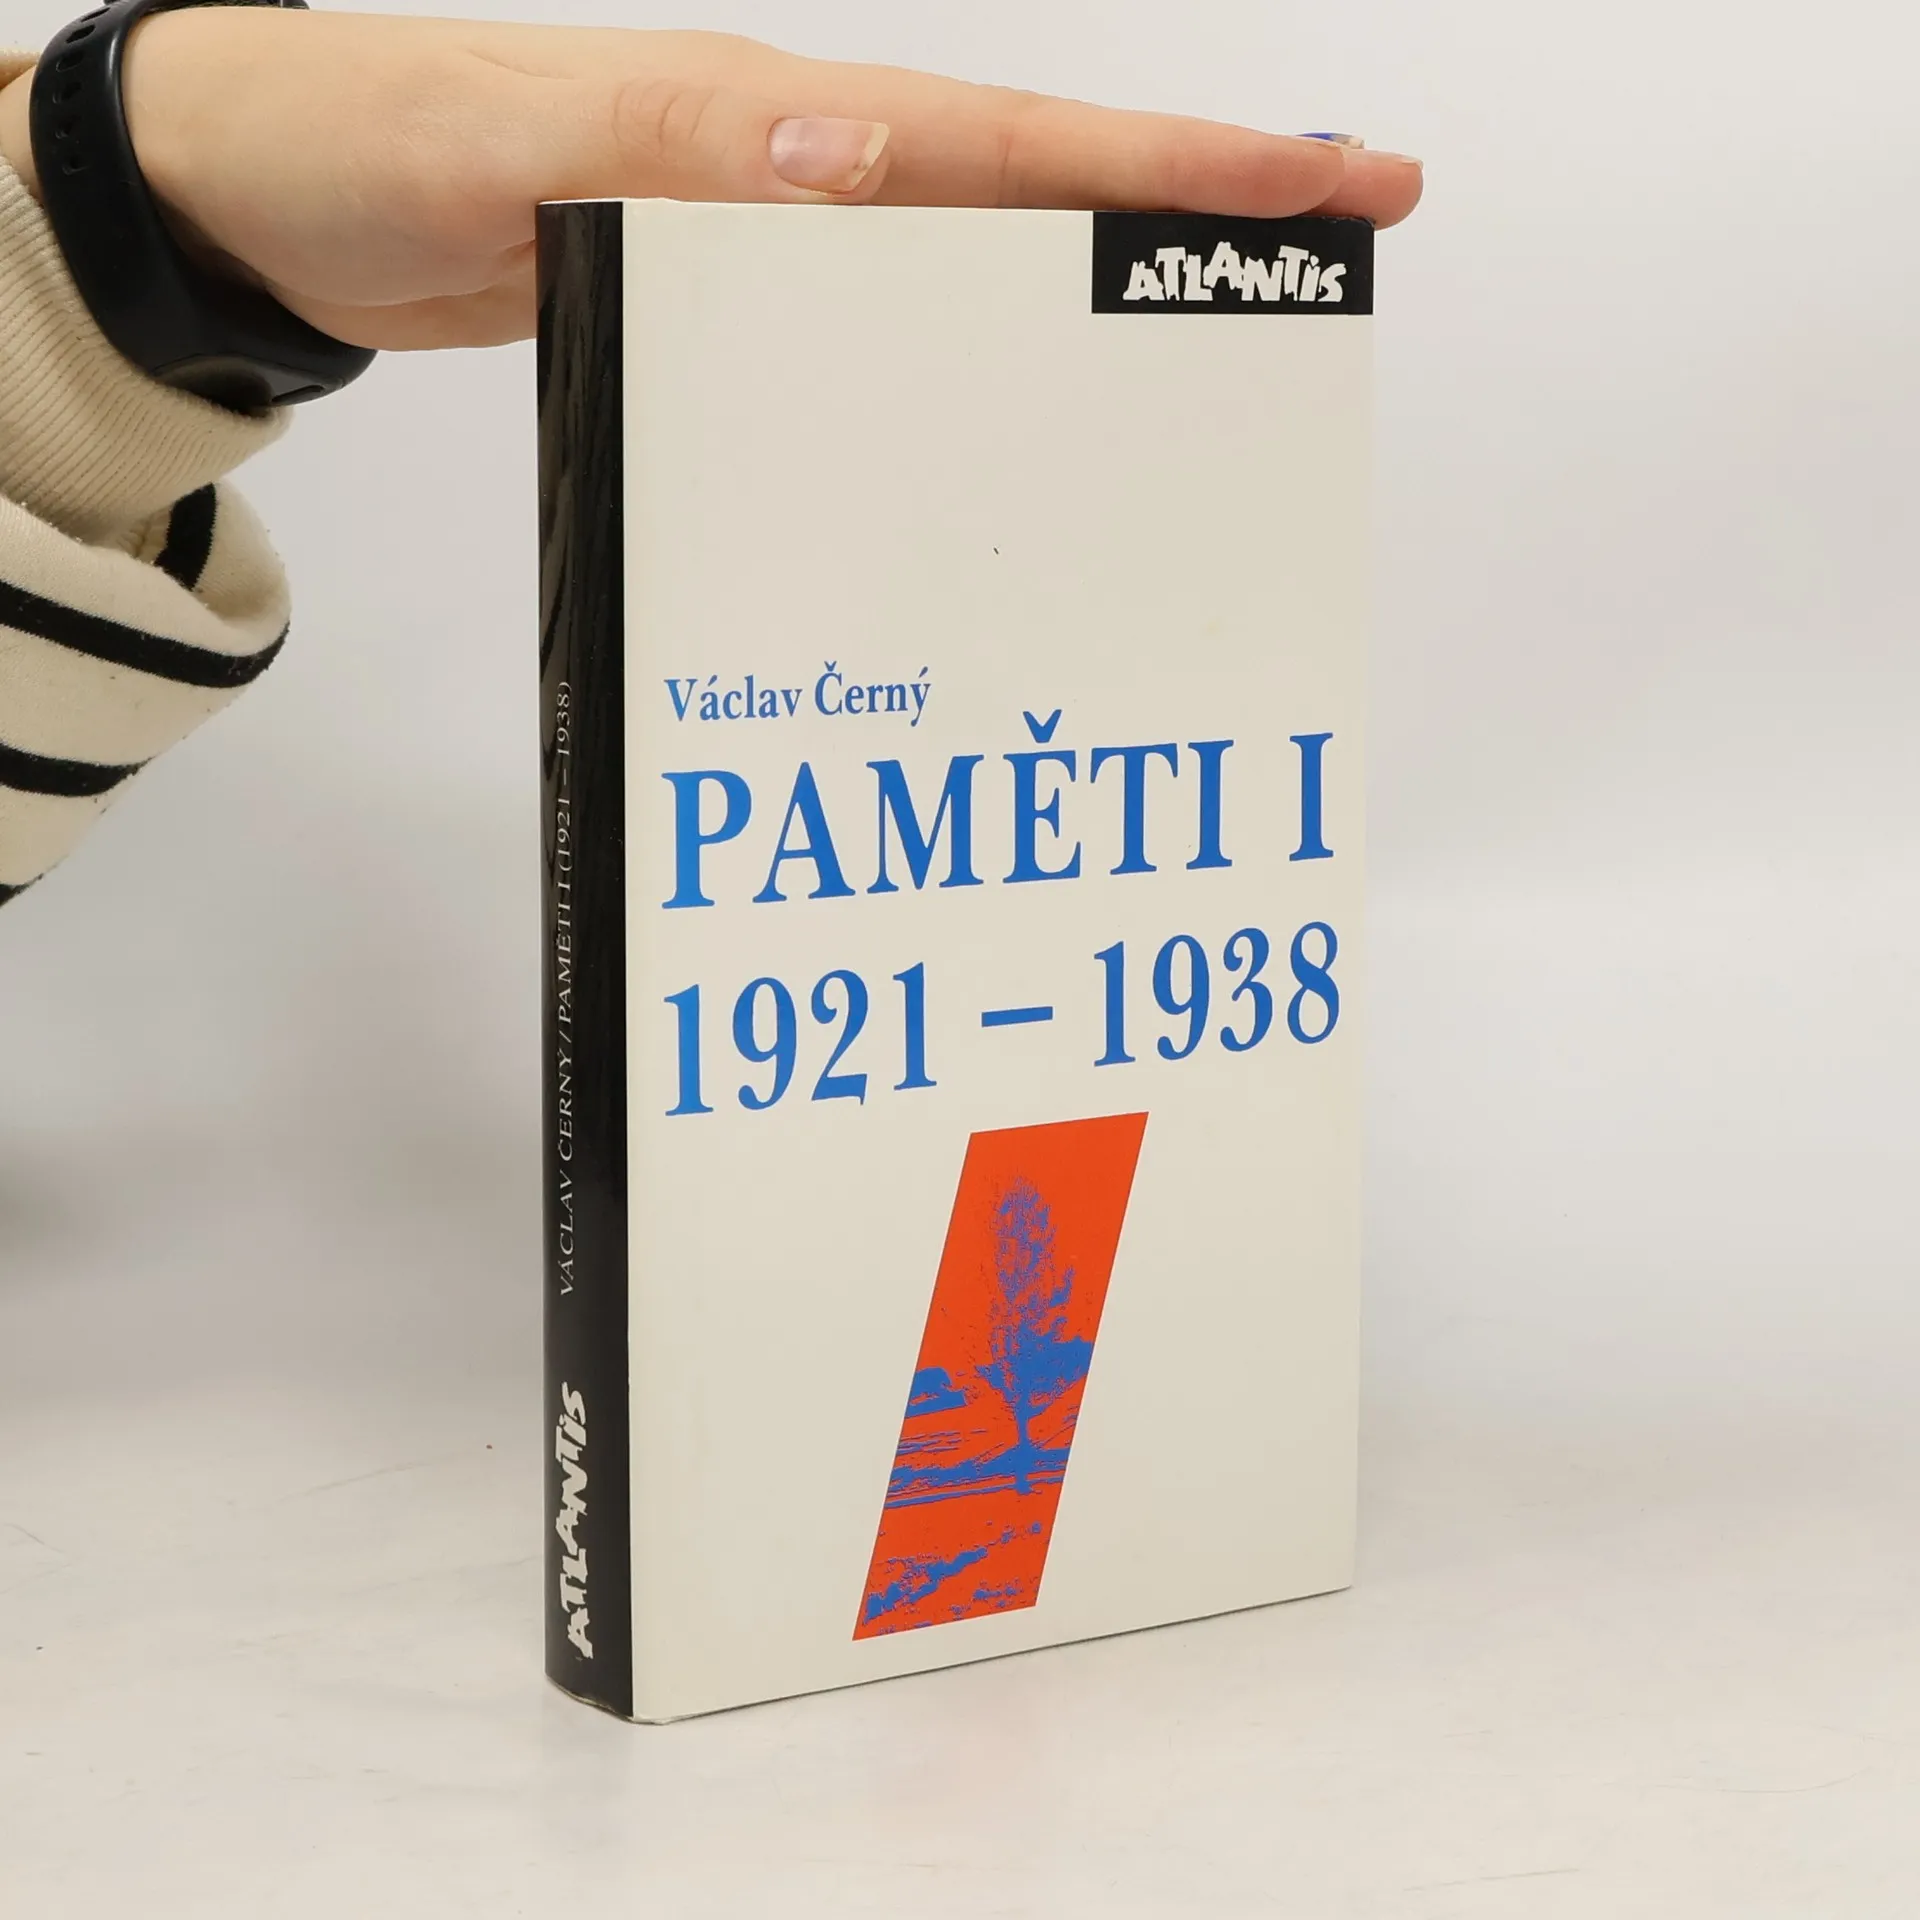 ATLANTIS
Václav Černý
PAMĚTI I
1921 – 1938
VÁCLAV ČERNÝ / PAMĚTI I (1921 – 1938)
ATLANTIS